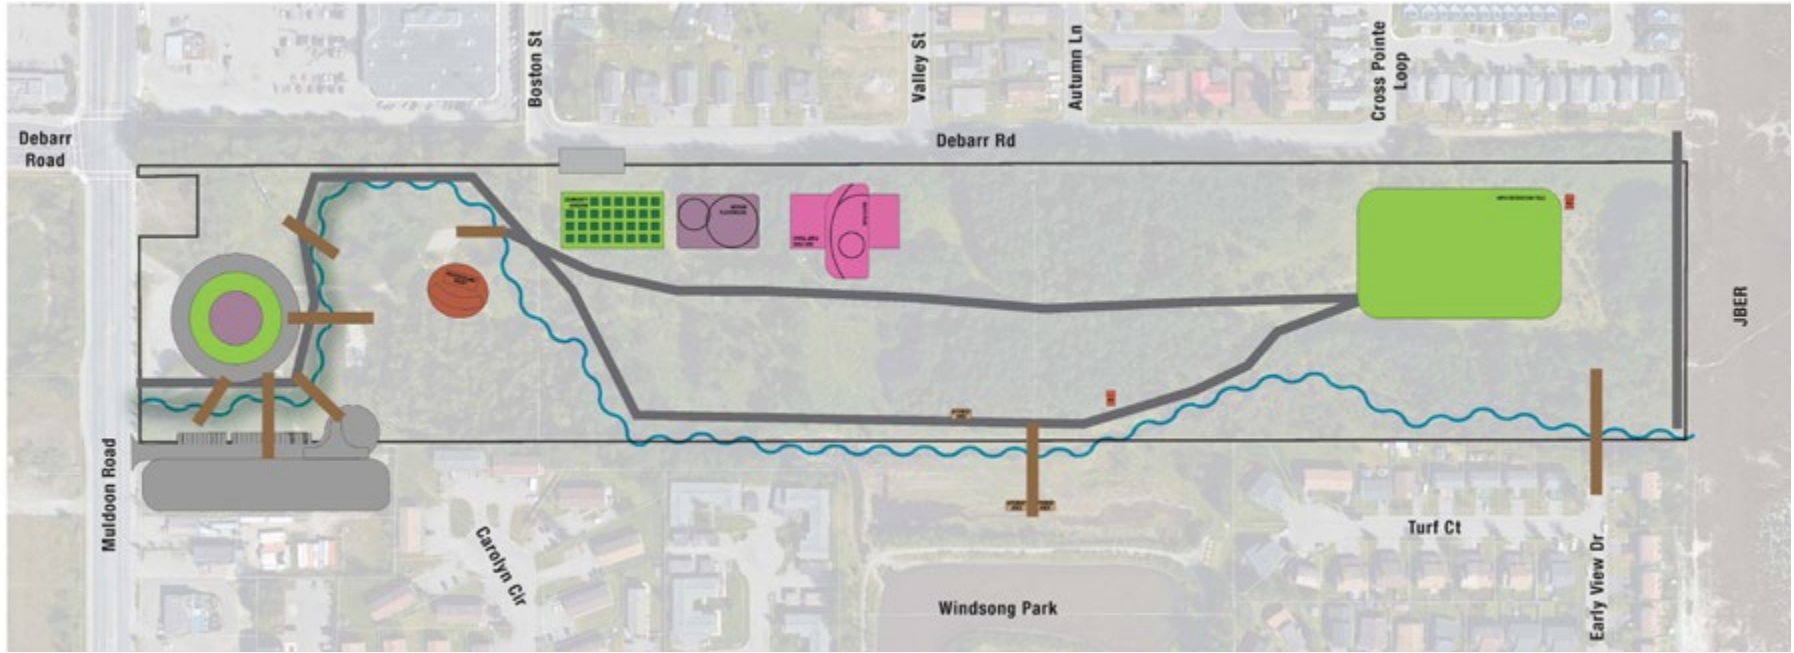 Boston St
Valley St
Autumn Ln
Cross Pointe
Loop
Debarr
Road
Debarr Rd
JBER
Muldoon Road
Carolyn Cir
Windsong Park
Turf Ct
Early View Dr